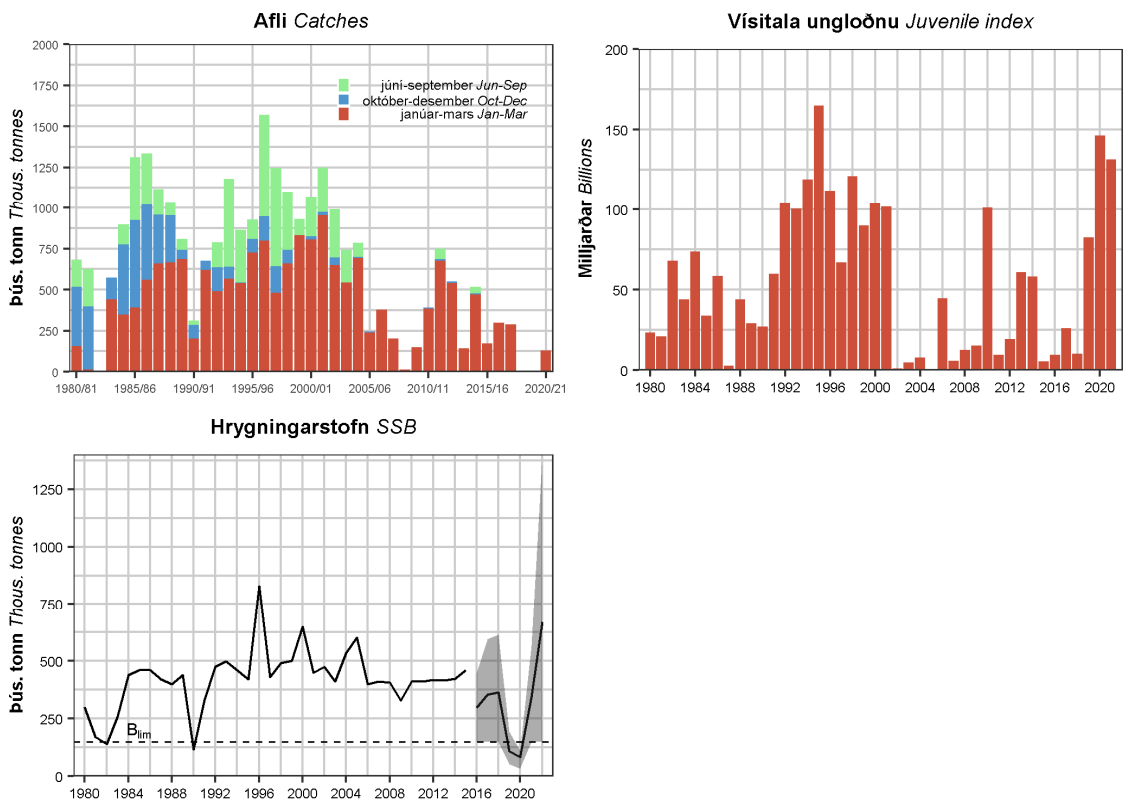 Afli Catches
þús. tonn Thous. tonnes
2000
1750
1500
1250
1000
750
500
250
0
júní-september Jun-Sep
október-desember Oct-Dec
janúar-mars Jan-Mar
1980/81 1985/86 1990/91 1995/96 2000/01 2005/06 2010/11 2015/16 2020/21
Vísitala ungloðnu Juvenile index
Milljarðar Billions
200
150
100
50
0
1980 1984 1988 1992 1996 2000 2004 2008 2012 2016 2020
Hrygningarstofn SSB
þús. tonn Thous. tonnes
1250
1000
750
500
250
0
Blim
1980 1984 1988 1992 1996 2000 2004 2008 2012 2016 2020